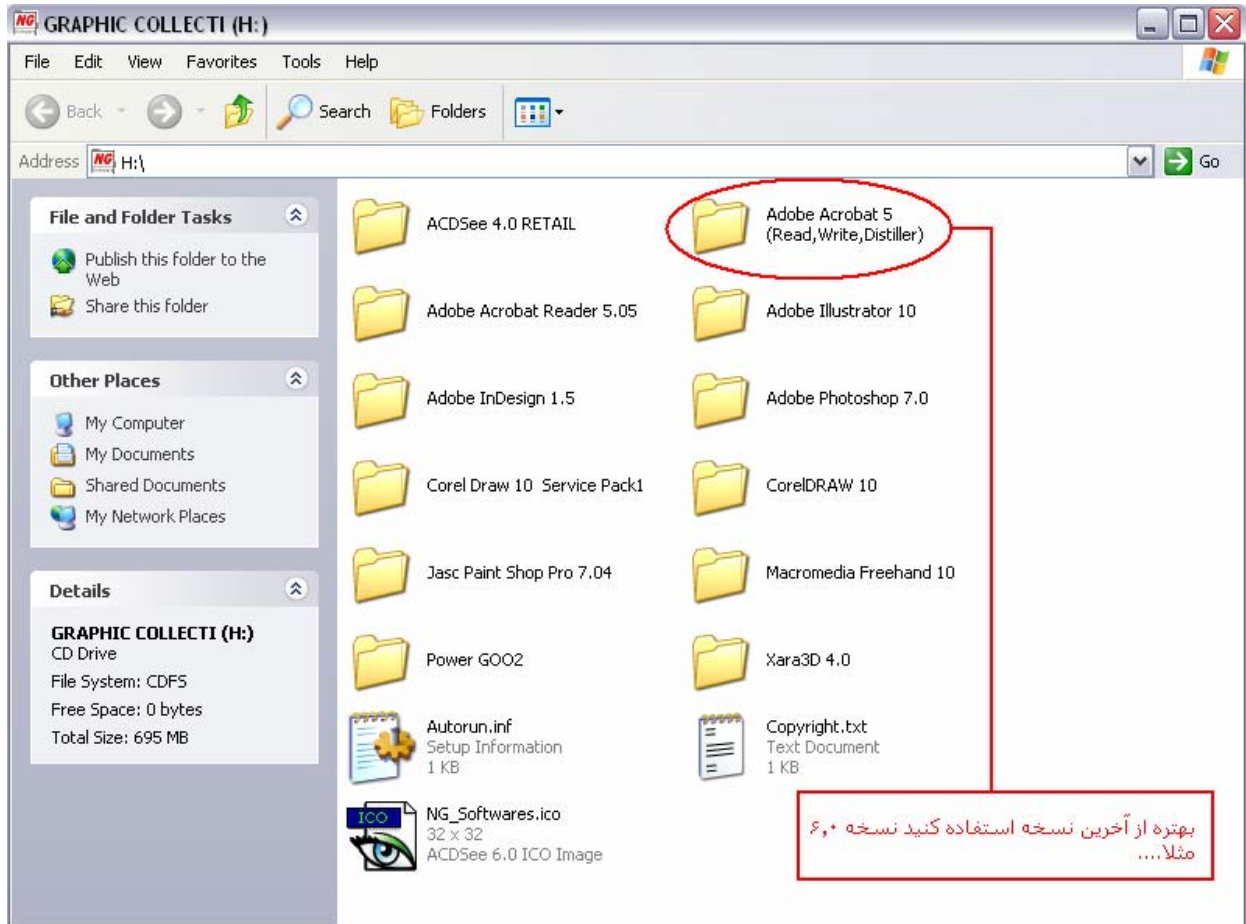 GRAPHIC COLLECTI (H:)
File Edit View Favorites Tools Help
Back Search Folders
Address H:\ Go
File and Folder Tasks
Publish this folder to the
Web
Share this folder
Other Places
My Computer
My Documents
Shared Documents
My Network Places
Details
GRAPHIC COLLECTI (H:)
CD Drive
File System: CDFS
Free Space: 0 bytes
Total Size: 695 MB
ACDSee 4.0 RETAIL
Adobe Acrobat 5
(Read,Write,Distiller)
Adobe Acrobat Reader 5.05
Adobe Illustrator 10
Adobe InDesign 1.5
Adobe Photoshop 7.0
Corel Draw 10 Service Pack1
CorelDRAW 10
Jasc Paint Shop Pro 7.04
Macromedia Freehand 10
Power GOO2
Xara3D 4.0
Autorun.inf
Setup Information
1 KB
Copyright.txt
Text Document
1 KB
ICO
NG_Softwares.ico
32 x 32
ACDSee 6.0 ICO Image
بهتره از آخرین نسخه استفاده کنید نسخه ۶,۰
مثلا....